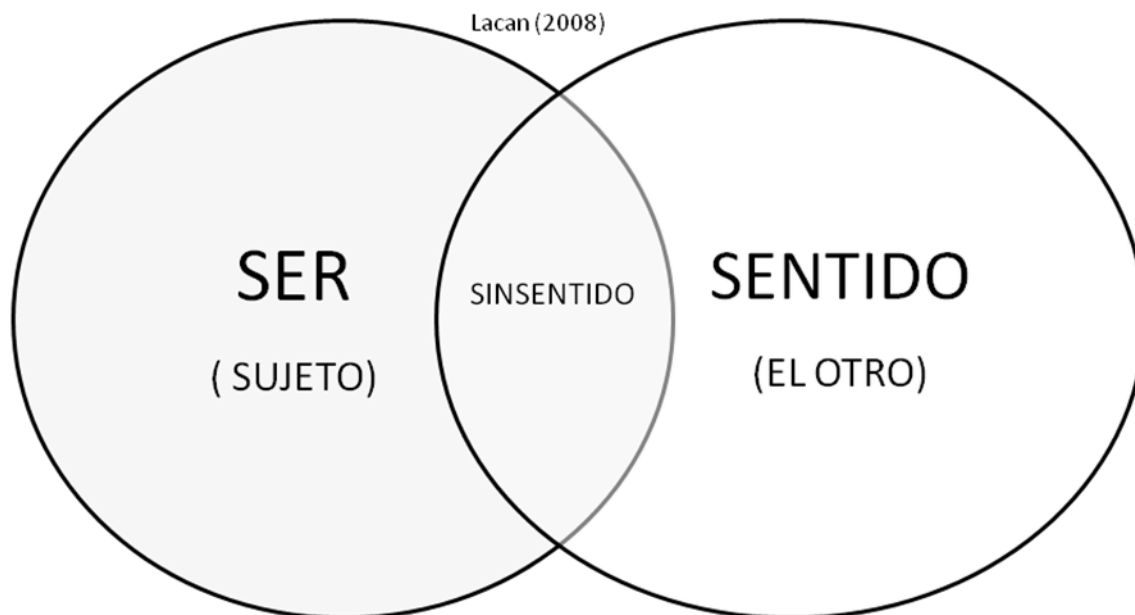 Lacan (2008)
SER
( SUJETO)
SINSENTIDO
SENTIDO
(EL OTRO)